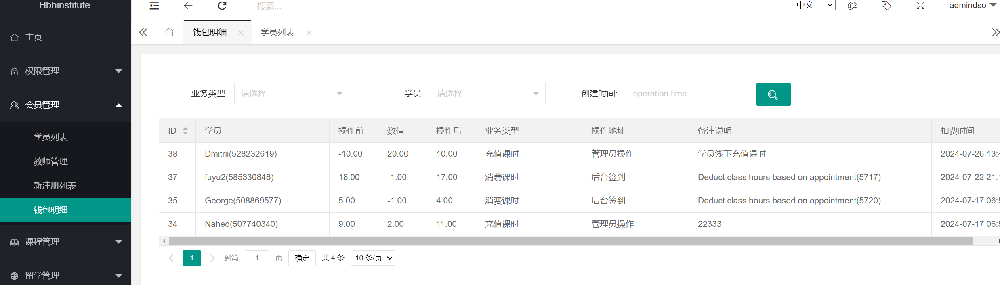 Hbhinstitute
搜索...
中文
admindso
主页
权限管理
会员管理
学员列表
教师管理
新注册列表
钱包明细
课程管理
留学管理
钱包明细 学员列表
业务类型 请选择 学员 请选择 创建时间: operation time
ID 学员 操作前 数值 操作后 业务类型 操作地址 备注说明 扣费时间
38 Dmitrii(528232619) -10.00 20.00 10.00 充值课时 管理员操作 学员线下充值课时 2024-07-26 13:4
37 fuyu2(585330846) 18.00 -1.00 17.00 消费课时 后台签到 Deduct class hours based on appointment(5717) 2024-07-22 21:1
35 George(508869577) 5.00 -1.00 4.00 消费课时 后台签到 Deduct class hours based on appointment(5720) 2024-07-17 06:5
34 Nahed(507740340) 9.00 2.00 11.00 充值课时 管理员操作 22333 2024-07-17 06:5
1 到第 1 页 确定 共 4 条 10 条/页